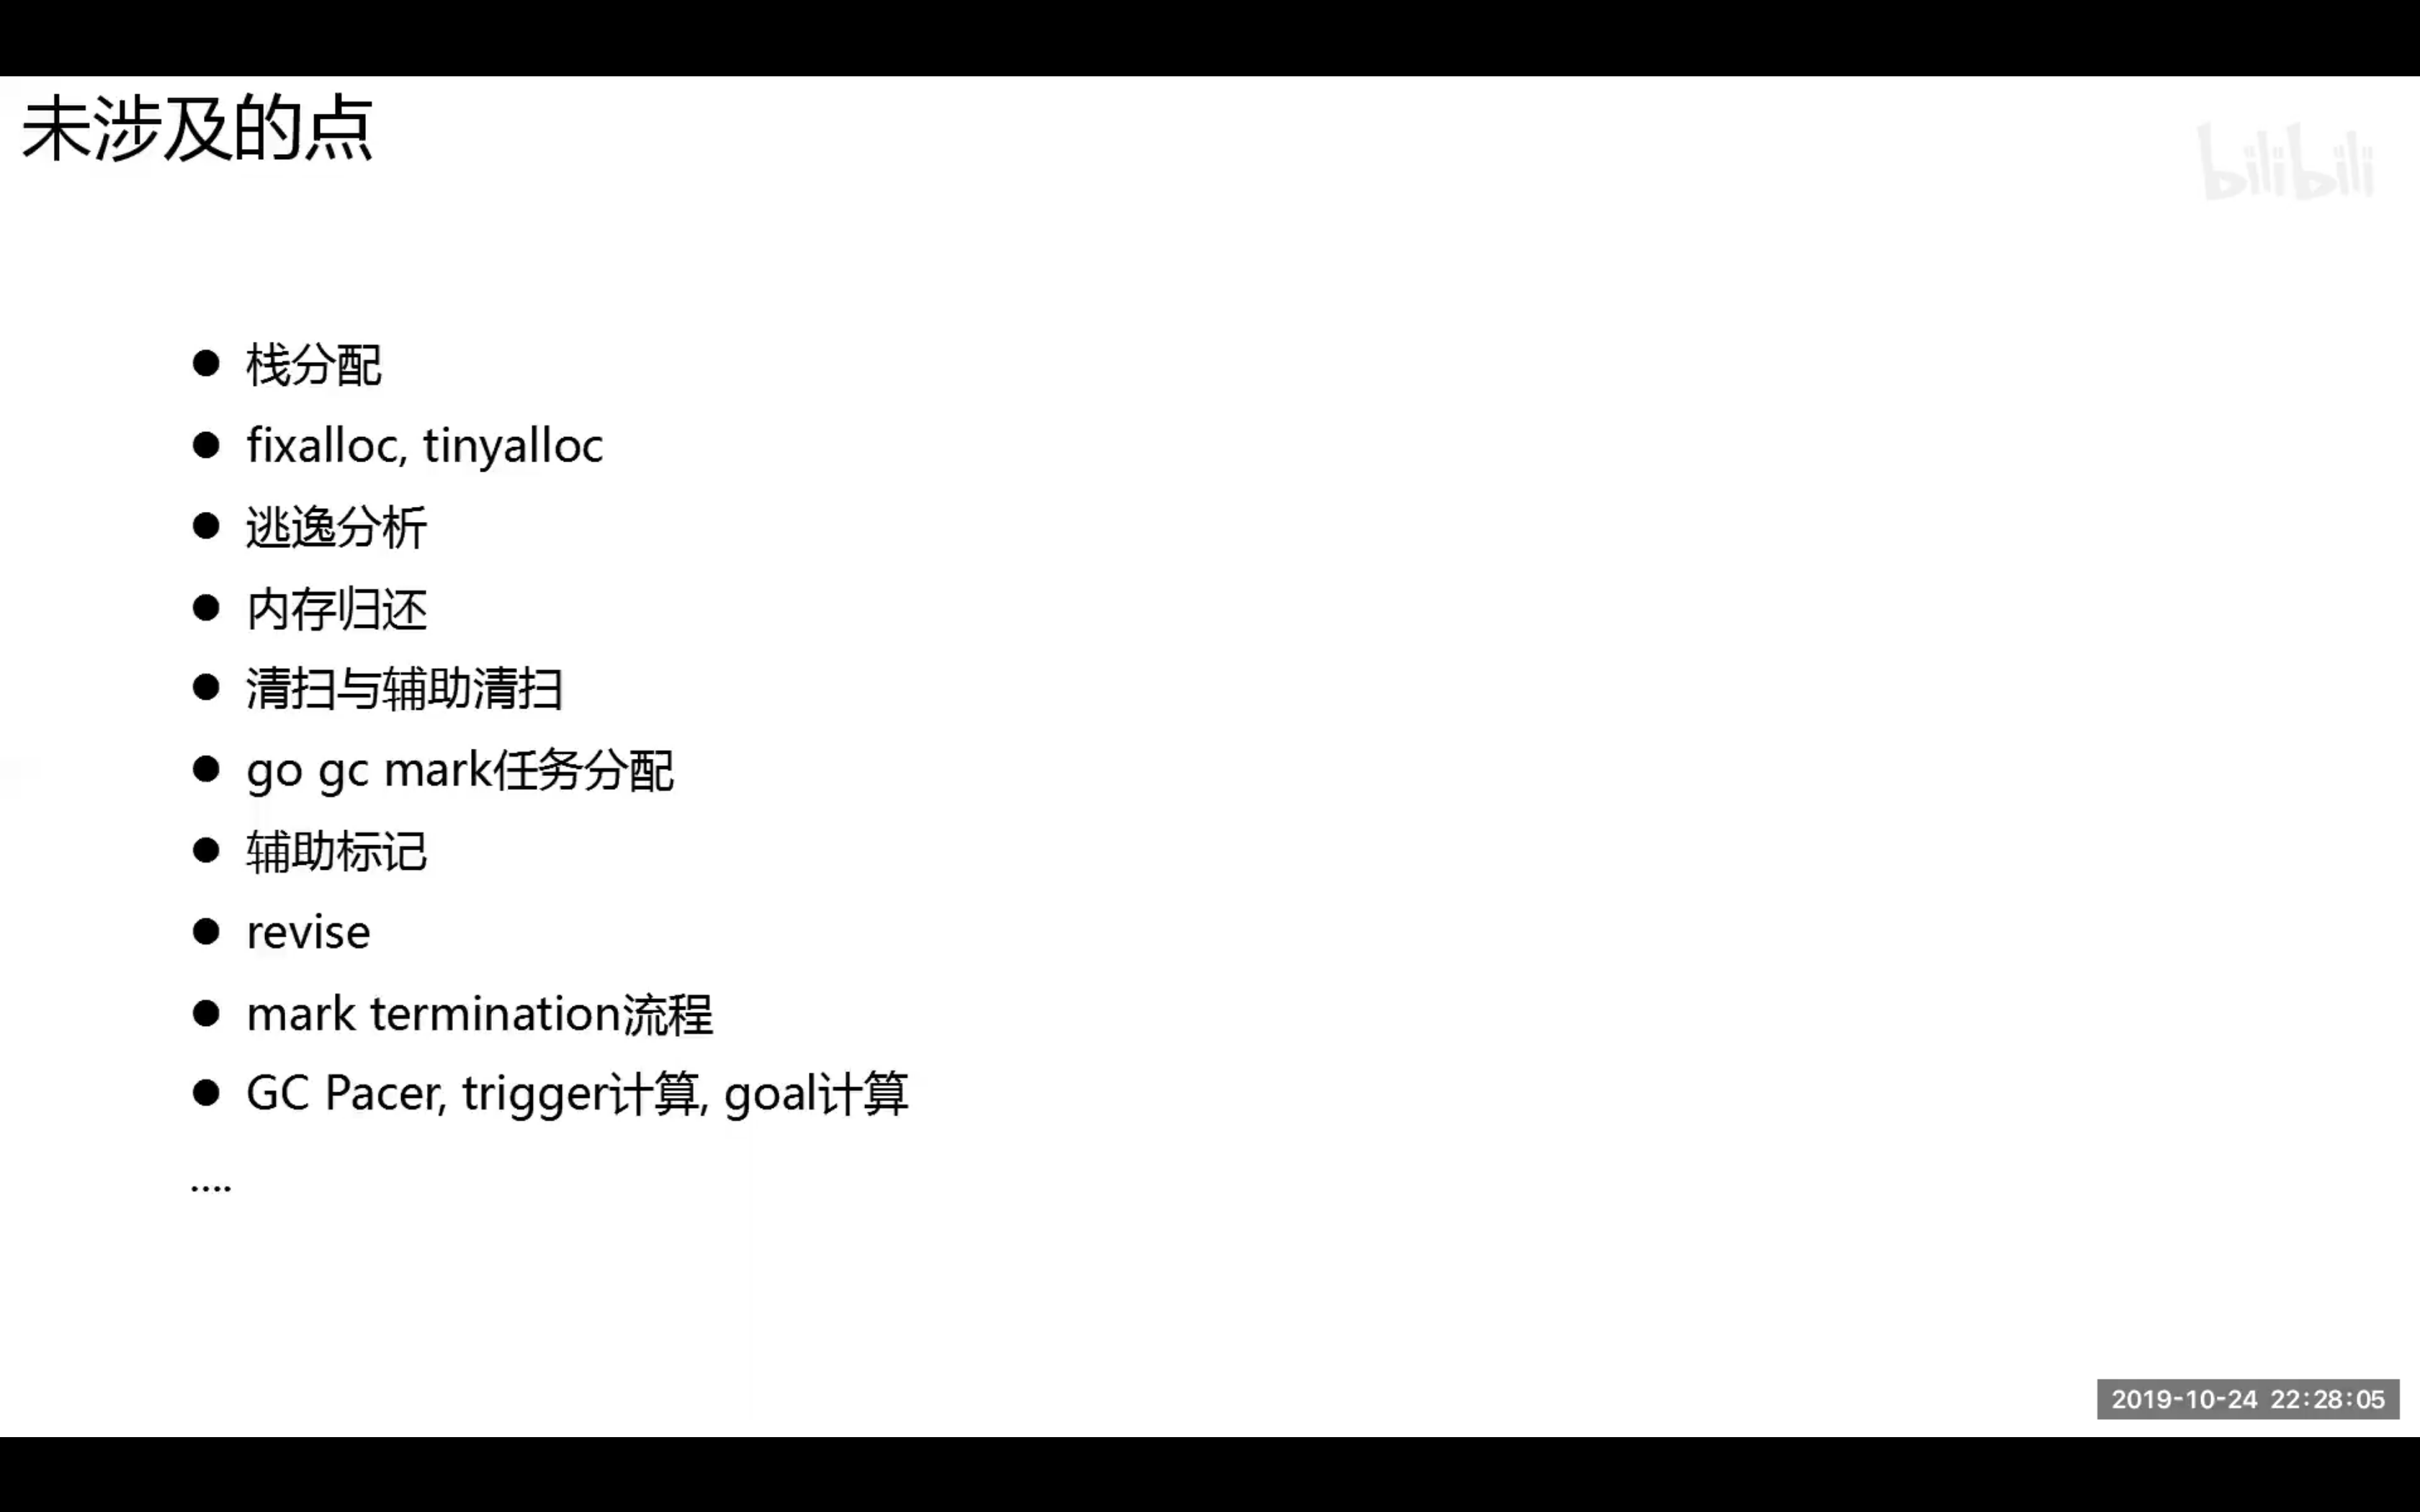 未涉及的点
bilibili
● 栈分配
● fixalloc, tinyalloc
● 逃逸分析
● 内存归还
● 清扫与辅助清扫
● go gc mark任务分配
● 辅助标记
● revise
● mark termination流程
● GC Pacer, trigger计算, goal计算
....
2019-10-24 22:28:05